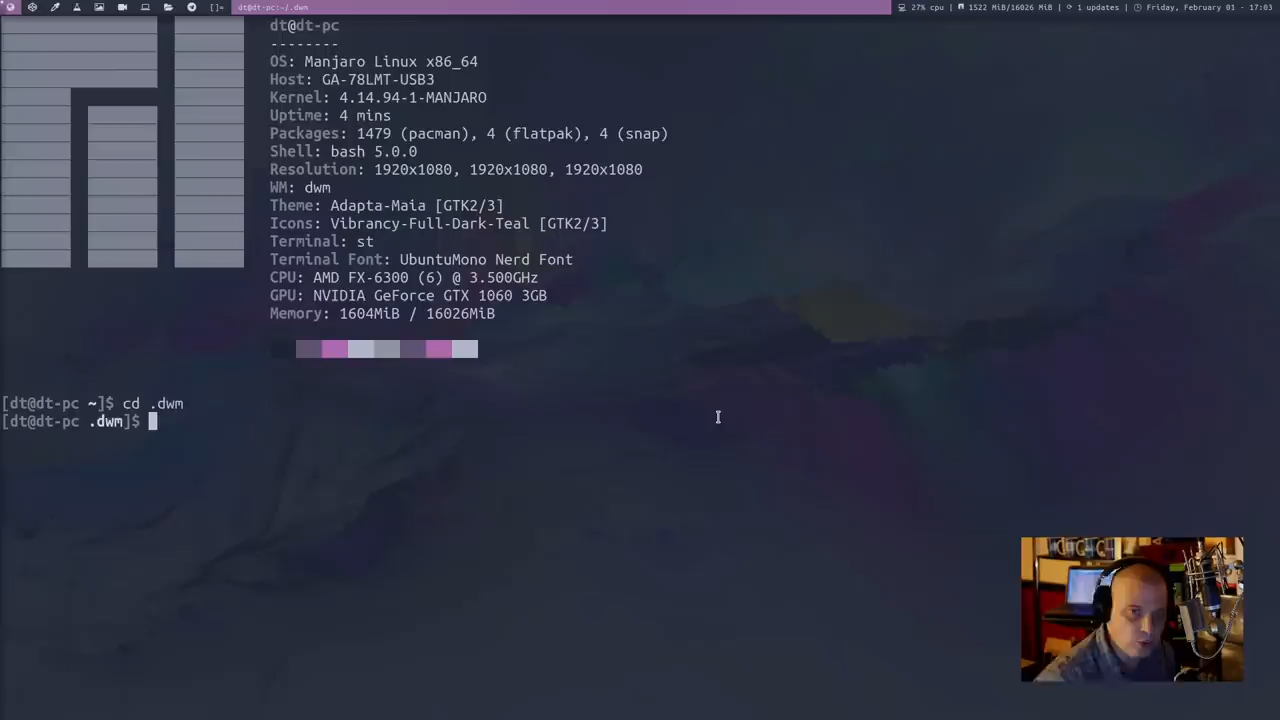 []= dt@dt-pc:~/.dwm 27% cpu | 1522 MiB/16026 MiB | 1 updates | Friday, February 01 - 17:03
dt@dt-pc
--------
OS: Manjaro Linux x86_64
Host: GA-78LMT-USB3
Kernel: 4.14.94-1-MANJARO
Uptime: 4 mins
Packages: 1479 (pacman), 4 (flatpak), 4 (snap)
Shell: bash 5.0.0
Resolution: 1920x1080, 1920x1080, 1920x1080
WM: dwm
Theme: Adapta-Maia [GTK2/3]
Icons: Vibrancy-Full-Dark-Teal [GTK2/3]
Terminal: st
Terminal Font: UbuntuMono Nerd Font
CPU: AMD FX-6300 (6) @ 3.500GHz
GPU: NVIDIA GeForce GTX 1060 3GB
Memory: 1604MiB / 16026MiB
[dt@dt-pc ~]$ cd .dwm
[dt@dt-pc .dwm]$